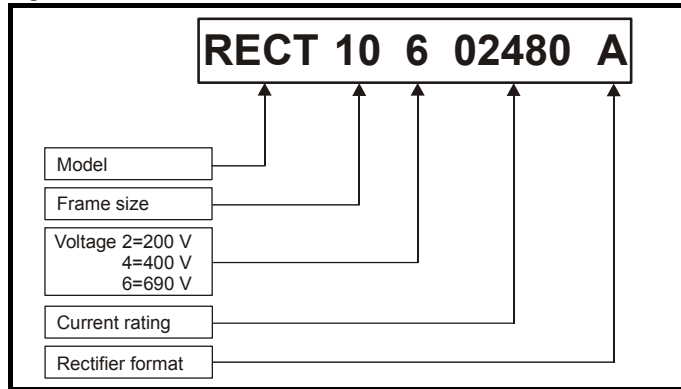 RECT 10 6 02480 A
Model
Frame size
Voltage 2=200 V
4=400 V
6=690 V
Current rating
Rectifier format